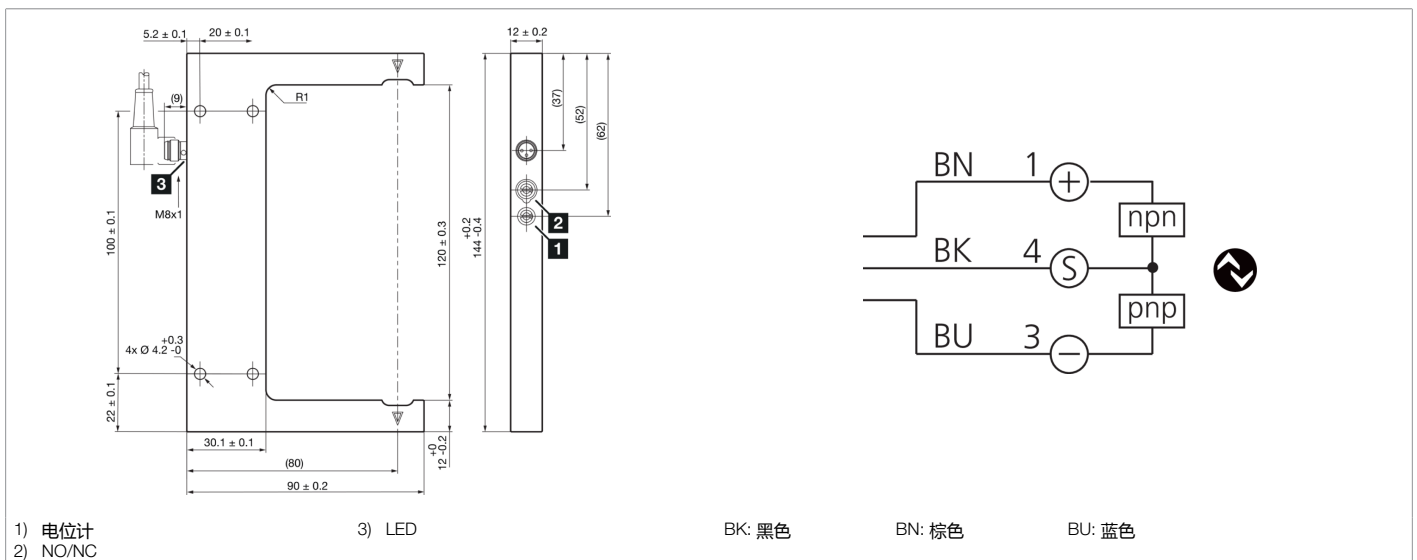 5.2 ± 0.1
20 ± 0.1
12 ± 0.2
(9)
R1
(37)
(52)
(62)
3
M8x1
2
1
100 ± 0.1
120 ± 0.3
+0.2
144 -0.4
+0.3
4x Ø 4.2 -0
22 ± 0.1
30.1 ± 0.1
+0
12 -0.2
(80)
90 ± 0.2
BN 1 +
npn
BK 4 S
pnp
BU 3 −
1) 电位计
3) LED
BK: 黑色
BN: 棕色
BU: 蓝色
2) NO/NC